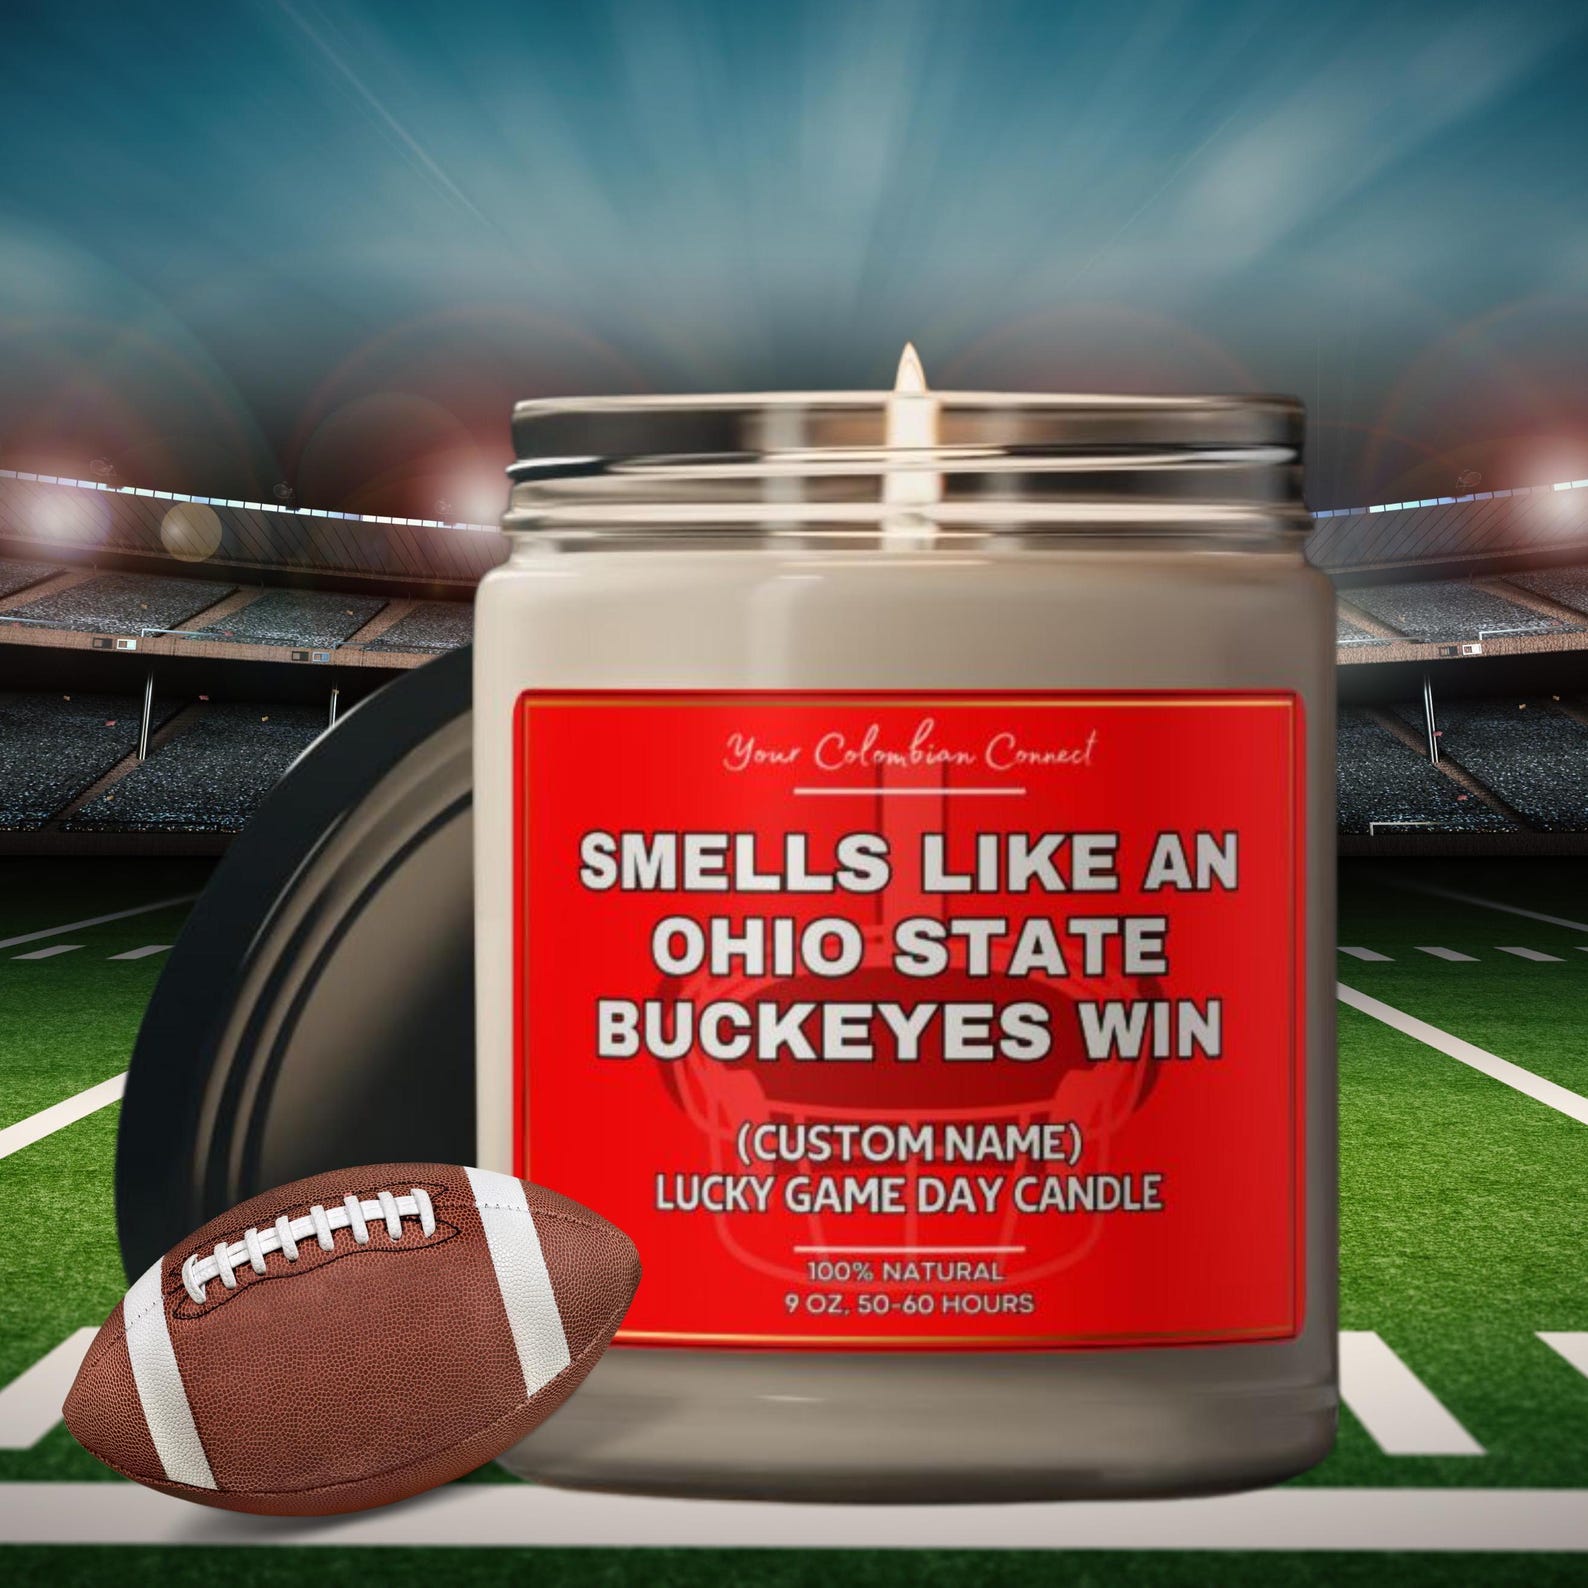 Your Colombian Connect
SMELLS LIKE AN
OHIO STATE
BUCKEYES WIN
(CUSTOM NAME)
LUCKY GAME DAY CANDLE
100% NATURAL
9 OZ, 50-60 HOURS